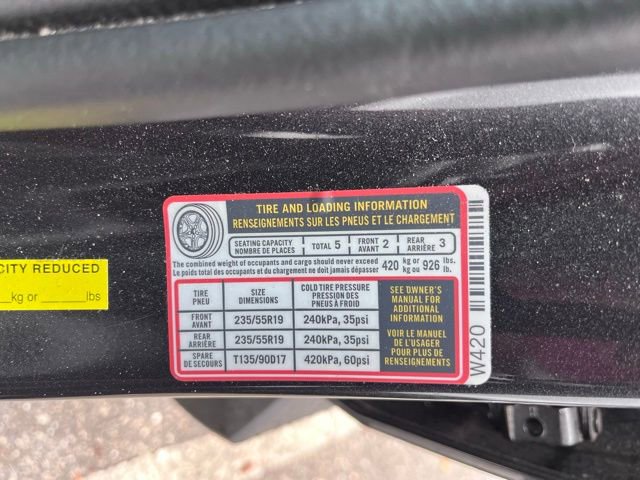 TIRE AND LOADING INFORMATION
RENSEIGNEMENTS SUR LES PNEUS ET LE CHARGEMENT
SEATING CAPACITY
NOMBRE DE PLACES
TOTAL 5
FRONT
AVANT 2
REAR
ARRIÈRE 3
The combined weight of occupants and cargo should never exceed 420 kg or 926 lbs.
Le poids total des occupants et du chargement ne doit jamais dépasser kg ou lb.
TIRE
PNEU
SIZE
DIMENSIONS
COLD TIRE PRESSURE
PRESSION DES
PNEUS À FROID
FRONT
AVANT
235/55R19
240kPa, 35psi
REAR
ARRIÈRE
235/55R19
240kPa, 35psi
SPARE
DE SECOURS
T135/90D17
420kPa, 60psi
SEE OWNER'S
MANUAL FOR
ADDITIONAL
INFORMATION
VOIR LE MANUEL
DE L'USAGER
POUR PLUS DE
RENSEIGNEMENTS
W420
CITY REDUCED
kg or lbs